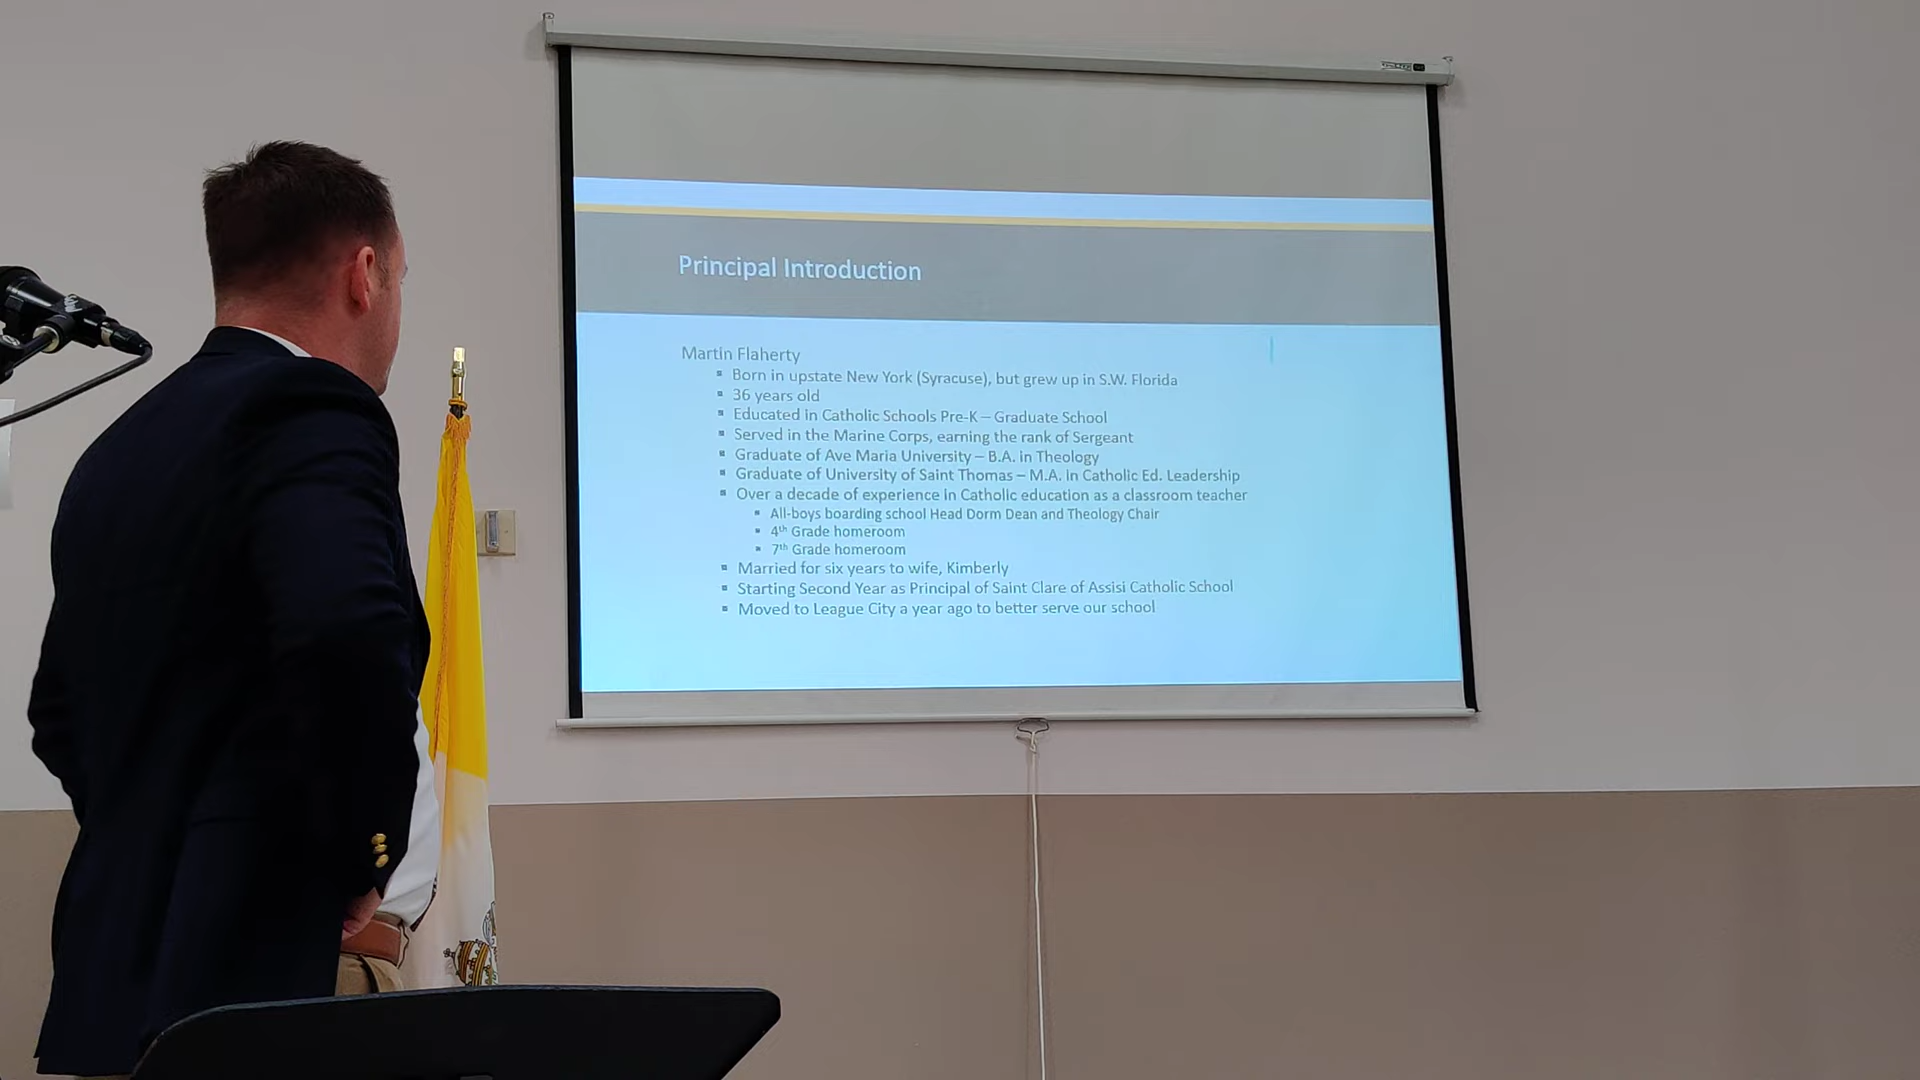 Principal Introduction
Martin Flaherty
Born in upstate New York (Syracuse), but grew up in S.W. Florida
36 years old
Educated in Catholic Schools Pre-K – Graduate School
Served in the Marine Corps, earning the rank of Sergeant
Graduate of Ave Maria University – B.A. in Theology
Graduate of University of Saint Thomas – M.A. in Catholic Ed. Leadership
Over a decade of experience in Catholic education as a classroom teacher
All-boys boarding school Head Dorm Dean and Theology Chair
4th Grade homeroom
7th Grade homeroom
Married for six years to wife, Kimberly
Starting Second Year as Principal of Saint Clare of Assisi Catholic School
Moved to League City a year ago to better serve our school